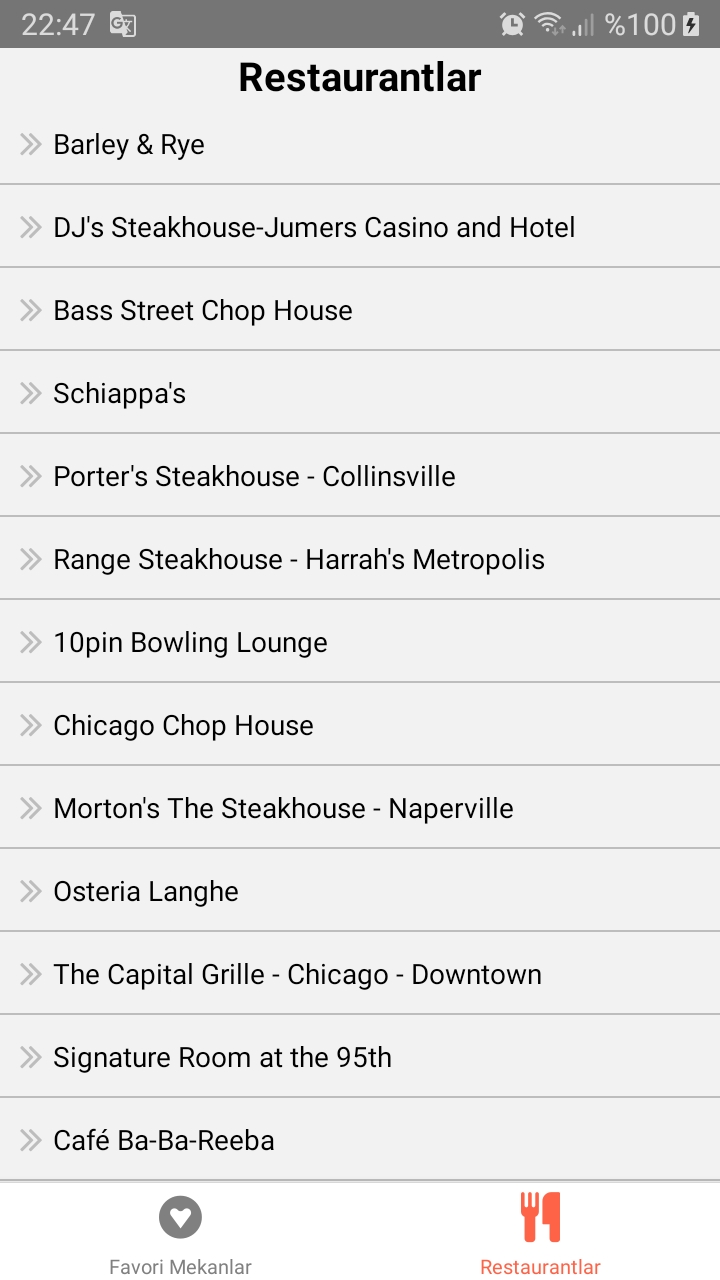 22:47 %100
Restaurantlar
Barley & Rye
DJ's Steakhouse-Jumers Casino and Hotel
Bass Street Chop House
Schiappa's
Porter's Steakhouse - Collinsville
Range Steakhouse - Harrah's Metropolis
10pin Bowling Lounge
Chicago Chop House
Morton's The Steakhouse - Naperville
Osteria Langhe
The Capital Grille - Chicago - Downtown
Signature Room at the 95th
Café Ba-Ba-Reeba
Favori Mekanlar Restaurantlar